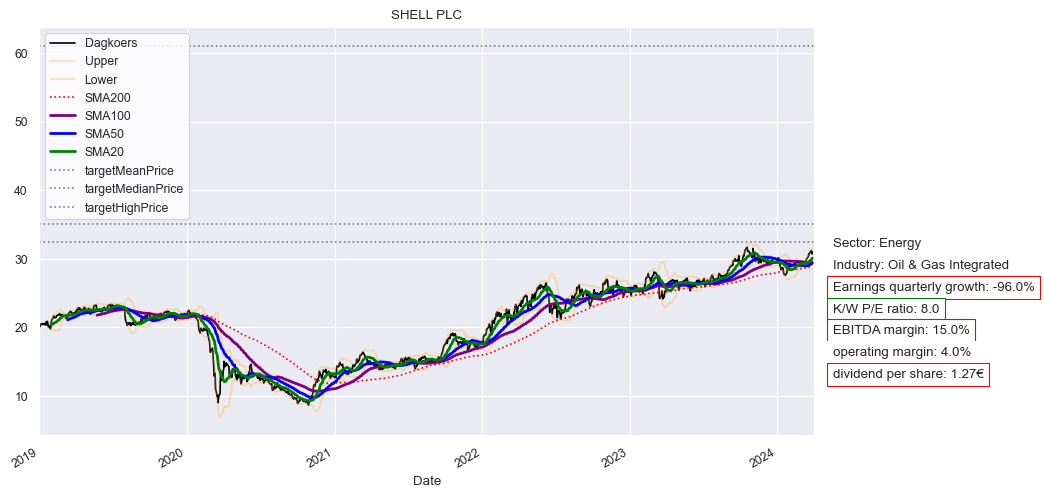 SHELL PLC
Dagkoers
Upper
Lower
SMA200
SMA100
SMA50
SMA20
targetMeanPrice
targetMedianPrice
targetHighPrice
60
50
40
30
20
10
2019
2020
2021
2022
2023
2024
Date
Sector: Energy
Industry: Oil & Gas Integrated
Earnings quarterly growth: -96.0%
K/W P/E ratio: 8.0
EBITDA margin: 15.0%
operating margin: 4.0%
dividend per share: 1.27€